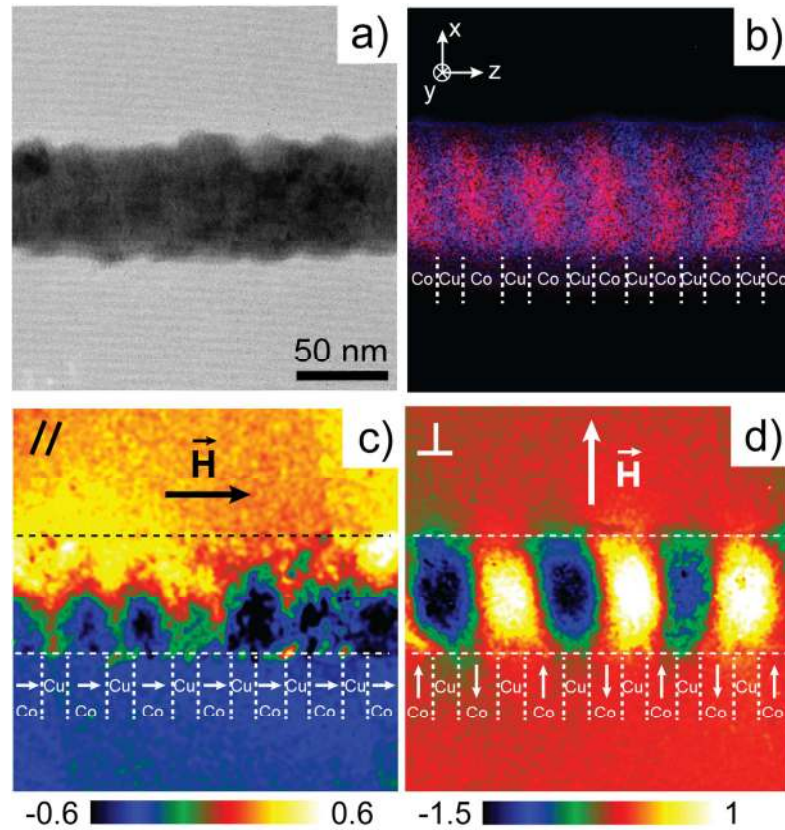 a)
50 nm
b)
x
y
z
Co Cu Co Cu Co Cu Co Cu Co Cu Co Cu Co
//
H
c)
Cu Cu Cu Cu Cu Cu
Co Co Co Co Co Co Co
-0.6 0.6
⊥
H
d)
Cu Cu Cu Cu Cu Cu
Co Co Co Co Co Co Co
-1.5 1